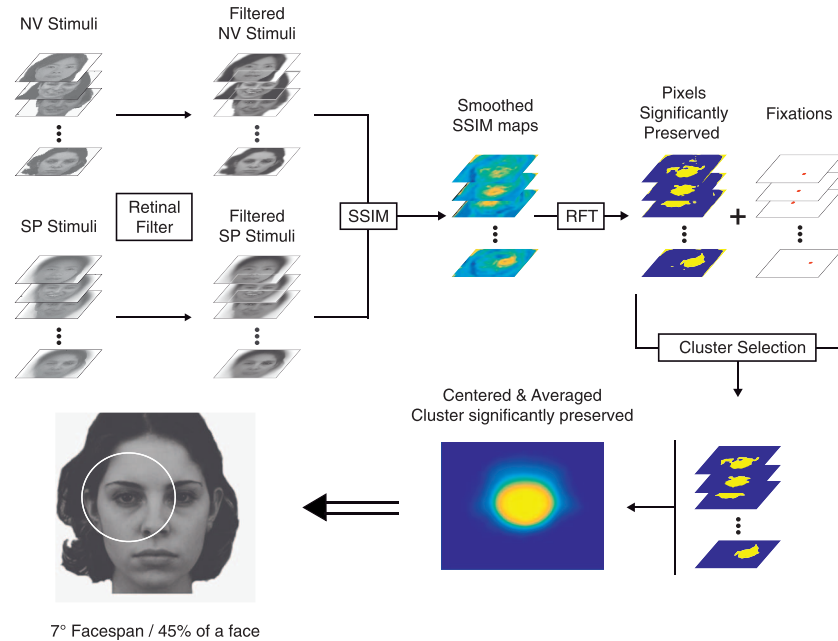 NV Stimuli
Filtered
NV Stimuli
Smoothed
SSIM maps
Pixels
Significantly
Preserved
Fixations
Retinal
Filter
SP Stimuli
Filtered
SP Stimuli
SSIM
RFT
+
Cluster Selection
Centered & Averaged
Cluster significantly preserved
7° Facespan / 45% of a face